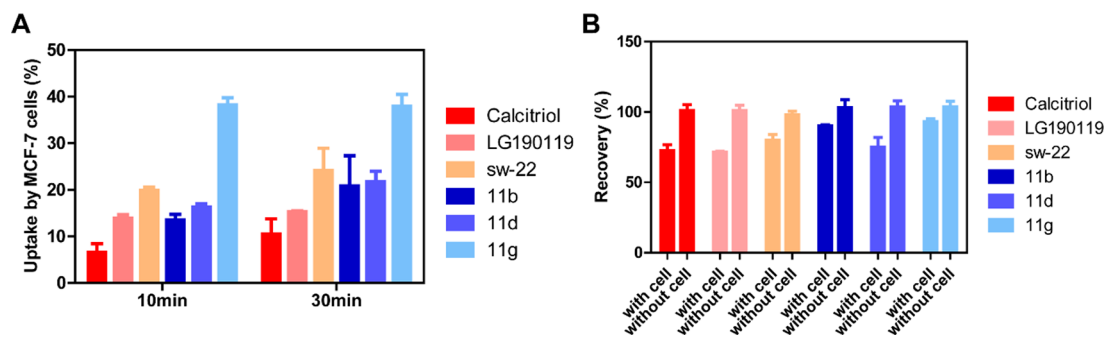 A
Uptake by MCF-7 cells (%)
50
40
30
20
10
0
10min
30min
Calcitriol
LG190119
sw-22
11b
11d
11g
B
Recovery (%)
150
100
50
0
with cell
without cell
with cell
without cell
with cell
without cell
with cell
without cell
with cell
without cell
with cell
without cell
Calcitriol
LG190119
sw-22
11b
11d
11g